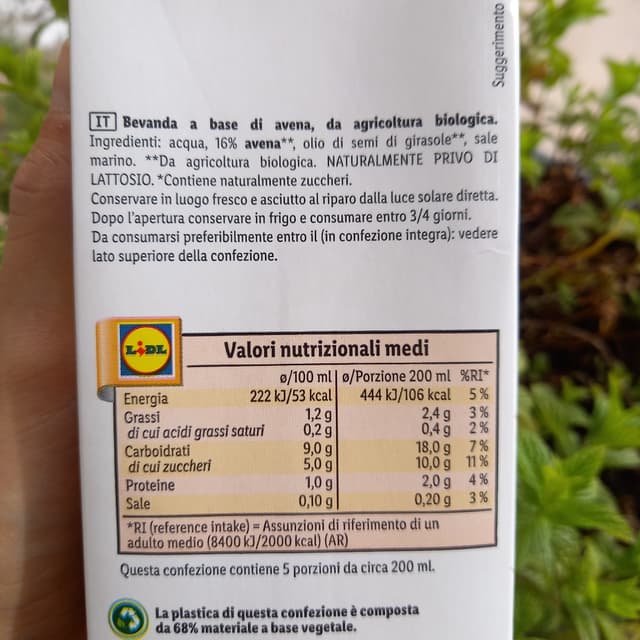 Suggerimento
IT Bevanda a base di avena, da agricoltura biologica.
Ingredienti: acqua, 16% avena**, olio di semi di girasole**, sale
marino. **Da agricoltura biologica. NATURALMENTE PRIVO DI
LATTOSIO. *Contiene naturalmente zuccheri.
Conservare in luogo fresco e asciutto al riparo dalla luce solare diretta.
Dopo l'apertura conservare in frigo e consumare entro 3/4 giorni.
Da consumarsi preferibilmente entro il (in confezione integra): vedere
lato superiore della confezione.
LIDL
Valori nutrizionali medi
ø/100 ml ø/Porzione 200 ml %RI*
Energia 222 kJ/53 kcal 444 kJ/106 kcal 5 %
Grassi 1,2 g 2,4 g 3 %
di cui acidi grassi saturi 0,2 g 0,4 g 2 %
Carboidrati 9,0 g 18,0 g 7 %
di cui zuccheri 5,0 g 10,0 g 11 %
Proteine 1,0 g 2,0 g 4 %
Sale 0,10 g 0,20 g 3 %
*RI (reference intake) = Assunzioni di riferimento di un
adulto medio (8400 kJ/2000 kcal) (AR)
Questa confezione contiene 5 porzioni da circa 200 ml.
La plastica di questa confezione è composta
da 68% materiale a base vegetale.